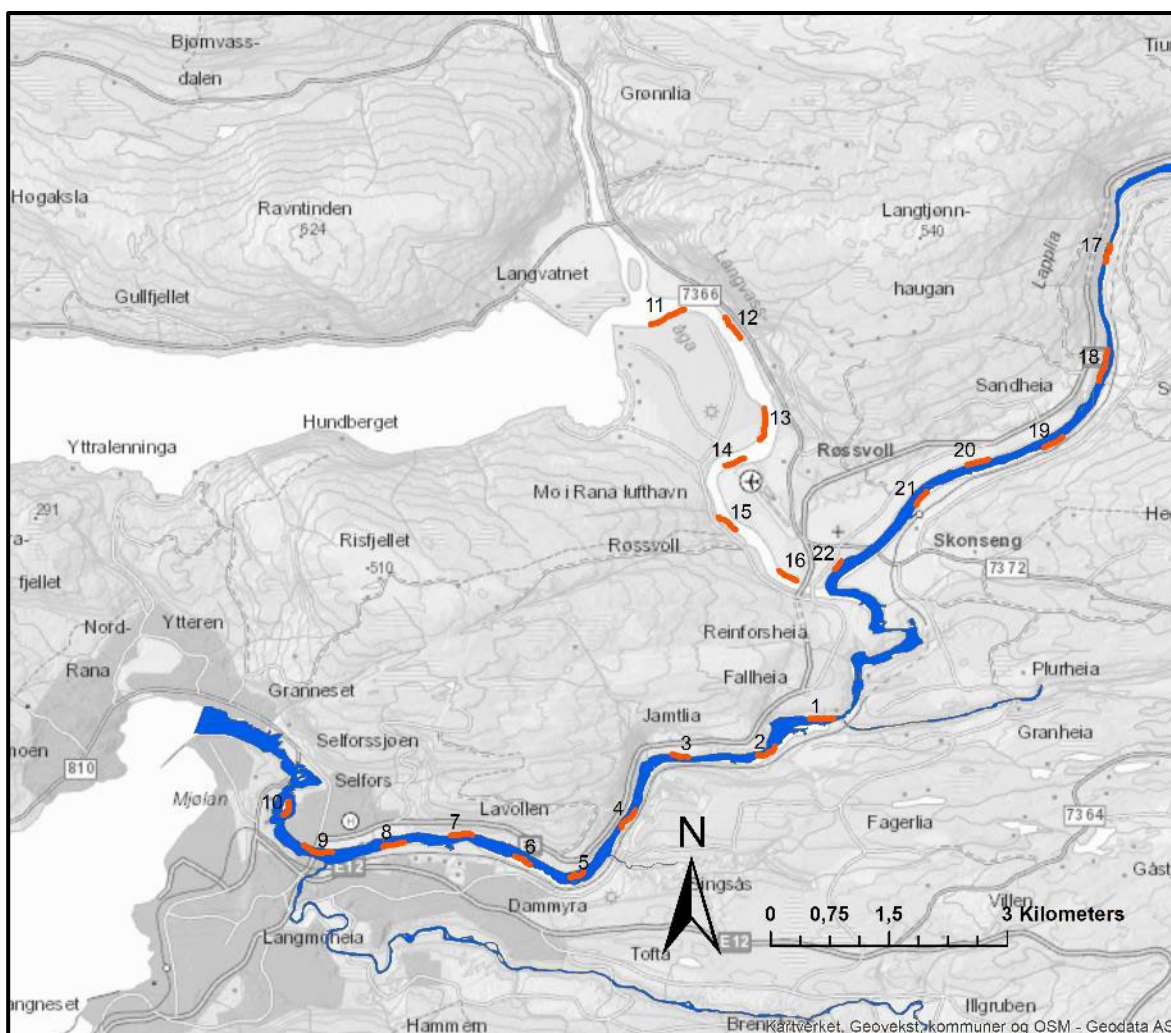 Bjørnvass-
dalen
Grønnlia
Høgaksla
Ravntinden
524
Langtjønn-
540
haugan
Lapplia
17
Langvatnet
Gullfjellet
7366
11
12
åga
18
Sandheia
13
Hundberget
Yttralenninga
14
Røssvoll
20
19
Mo i Rana lufthavn
21
291
15
Risfjellet
510
Røssvoll
fjellet
Skonseng
7372
16
22
Nord-
Rana
Ytteren
Reinforsheia
Fallheia
Plurheia
Granneset
Jamtlia
1
Granheia
Selforssjøen
3
2
810
Mjølan
Selfors
10
H
Lavollen
4
7364
Fagerlia
7
8
9
6
5
E12
N
Singsås
Dammyra
Villen
0 0,75 1,5 3 Kilometers
Langmoheia
Tofta
E12
Illgruben
Hammern
Kartverket, Geovekst, kommuner og OSM - Geodata AS